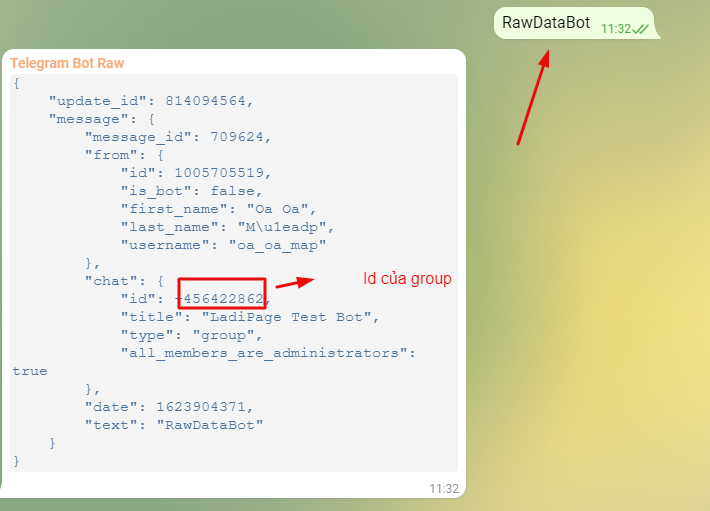 RawDataBot 11:32
Telegram Bot Raw
{
"update_id": 814094564,
"message": {
"message_id": 709624,
"from": {
"id": 1005705519,
"is_bot": false,
"first_name": "Oa Oa",
"last_name": "M\u1eadp",
"username": "oa_oa_map"
},
"chat": {
"id": -456422862,
Id của group
"title": "LadiPage Test Bot",
"type": "group",
"all_members_are_administrators":
true
},
"date": 1623904371,
"text": "RawDataBot"
}
}
11:32